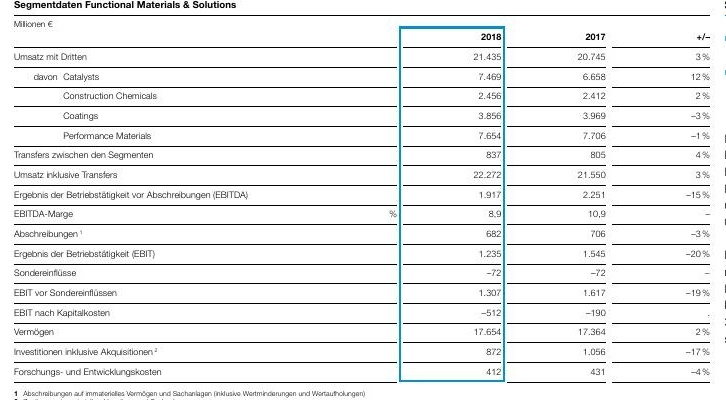 Segmentdaten Functional Materials & Solutions
Millionen €
2018 2017 +/–
Umsatz mit Dritten 21.435 20.745 3 %
davon Catalysts 7.469 6.658 12 %
Construction Chemicals 2.456 2.412 2 %
Coatings 3.856 3.969 –3 %
Performance Materials 7.654 7.706 –1 %
Transfers zwischen den Segmenten 837 805 4 %
Umsatz inklusive Transfers 22.272 21.550 3 %
Ergebnis der Betriebstätigkeit vor Abschreibungen (EBITDA) 1.917 2.251 –15 %
EBITDA-Marge % 8,9 10,9 –
Abschreibungen 1 682 706 –3 %
Ergebnis der Betriebstätigkeit (EBIT) 1.235 1.545 –20 %
Sondereinflüsse –72 –72 –
EBIT vor Sondereinflüssen 1.307 1.617 –19 %
EBIT nach Kapitalkosten –512 –190 .
Vermögen 17.654 17.364 2 %
Investitionen inklusive Akquisitionen 2 872 1.056 –17 %
Forschungs- und Entwicklungskosten 412 431 –4 %
1 Abschreibungen auf immaterielles Vermögen und Sachanlagen (inklusive Wertminderungen und Wertaufholungen)